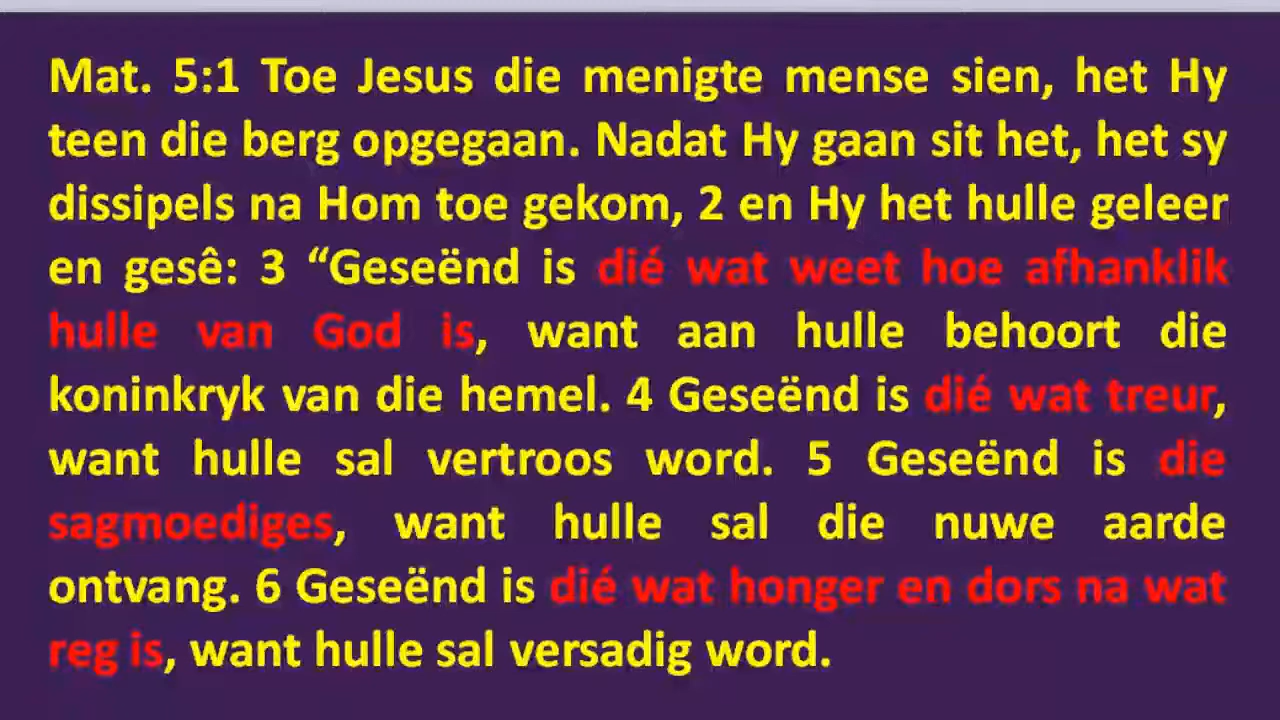 Mat. 5:1 Toe Jesus die menigte mense sien, het Hy
teen die berg opgegaan. Nadat Hy gaan sit het, het sy
dissipels na Hom toe gekom, 2 en Hy het hulle geleer
en gesê: 3 “Geseënd is dié wat weet hoe afhanklik
hulle van God is, want aan hulle behoort die
koninkryk van die hemel. 4 Geseënd is dié wat treur,
want hulle sal vertroos word. 5 Geseënd is die
sagmoediges, want hulle sal die nuwe aarde
ontvang. 6 Geseënd is dié wat honger en dors na wat
reg is, want hulle sal versadig word.